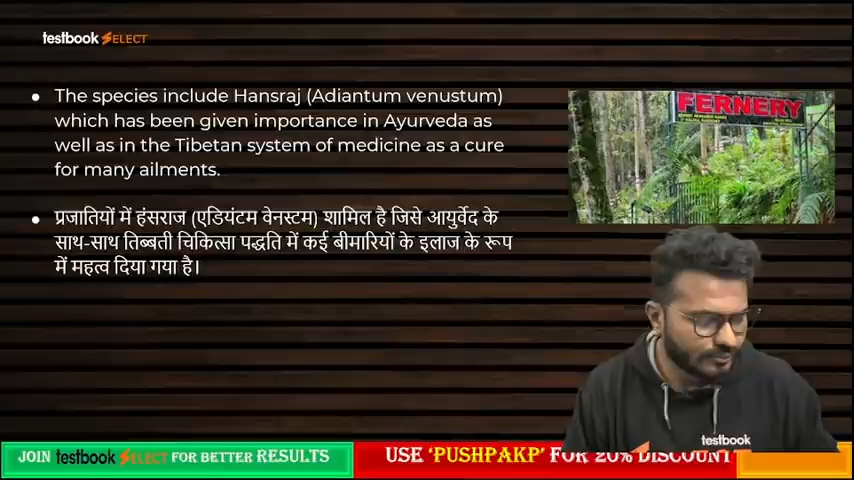 testbook SELECT
The species include Hansraj (Adiantum venustum)
which has been given importance in Ayurveda as
well as in the Tibetan system of medicine as a cure
for many ailments.
प्रजातियों में हंसराज (एडियंटम वेनस्टम) शामिल है जिसे आयुर्वेद के
साथ-साथ तिब्बती चिकित्सा पद्धति में कई बीमारियों के इलाज के रूप
में महत्व दिया गया है।
FERNERY
testbook
JOIN testbook SELECT FOR BETTER RESULTS
USE 'PUSHPAKP' FOR 20% DISCOUNT